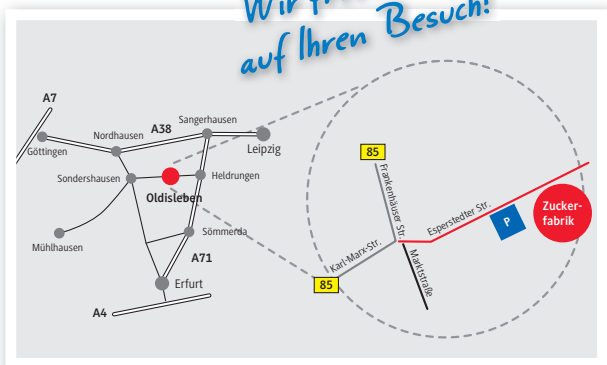 Wir
auf Ihren Besuch!
A7
Göttingen
Nordhausen
A38
Sangerhausen
Leipzig
Sondershausen
Oldisleben
Heldrungen
Mühlhausen
Sömmerda
A71
Erfurt
A4
85
Frankenhäuser Str.
Karl-Marx-Str.
85
Marktstraße
Esperstedter Str.
P
Zucker-
fabrik